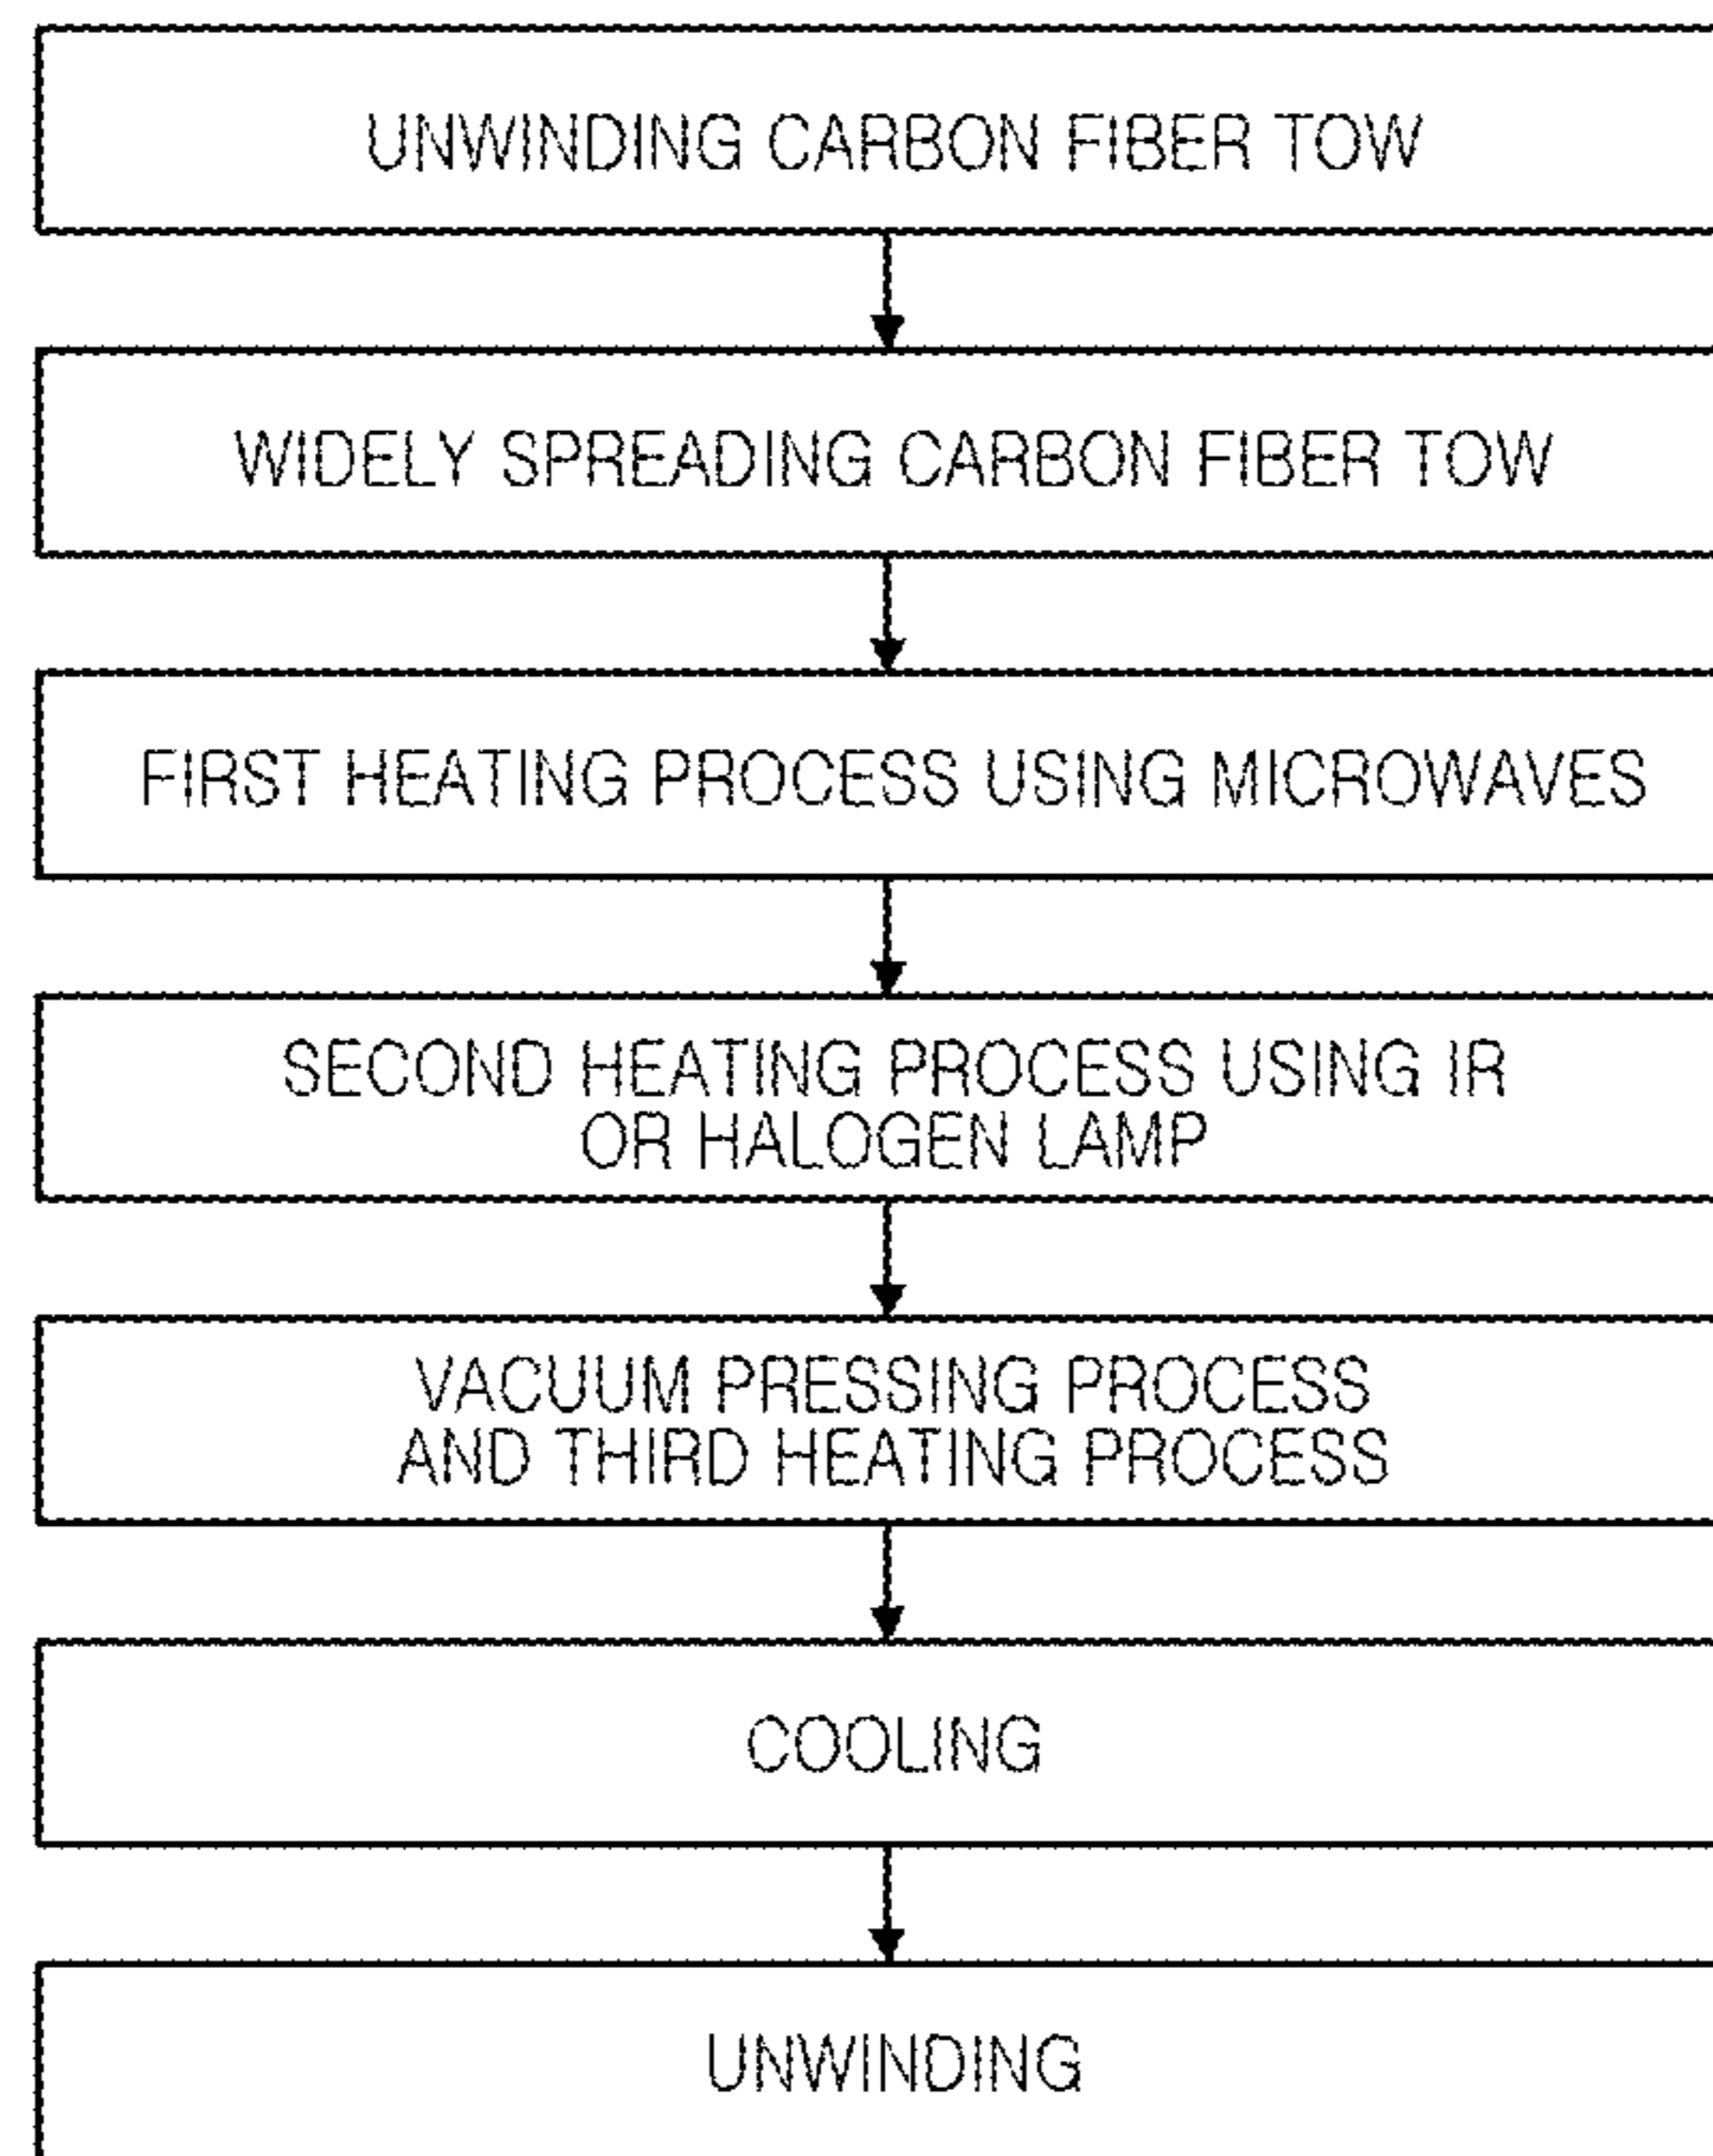 UNWINDING CARBON FIBER TOW
WIDELY SPREADING CARBON FIBER TOW
FIRST HEATING PROCESS USING MICROWAVES
SECOND HEATING PROCESS USING IR
OR HALOGEN LAMP
VACUUM PRESSING PROCESS
AND THIRD HEATING PROCESS
COOLING
UNWINDING